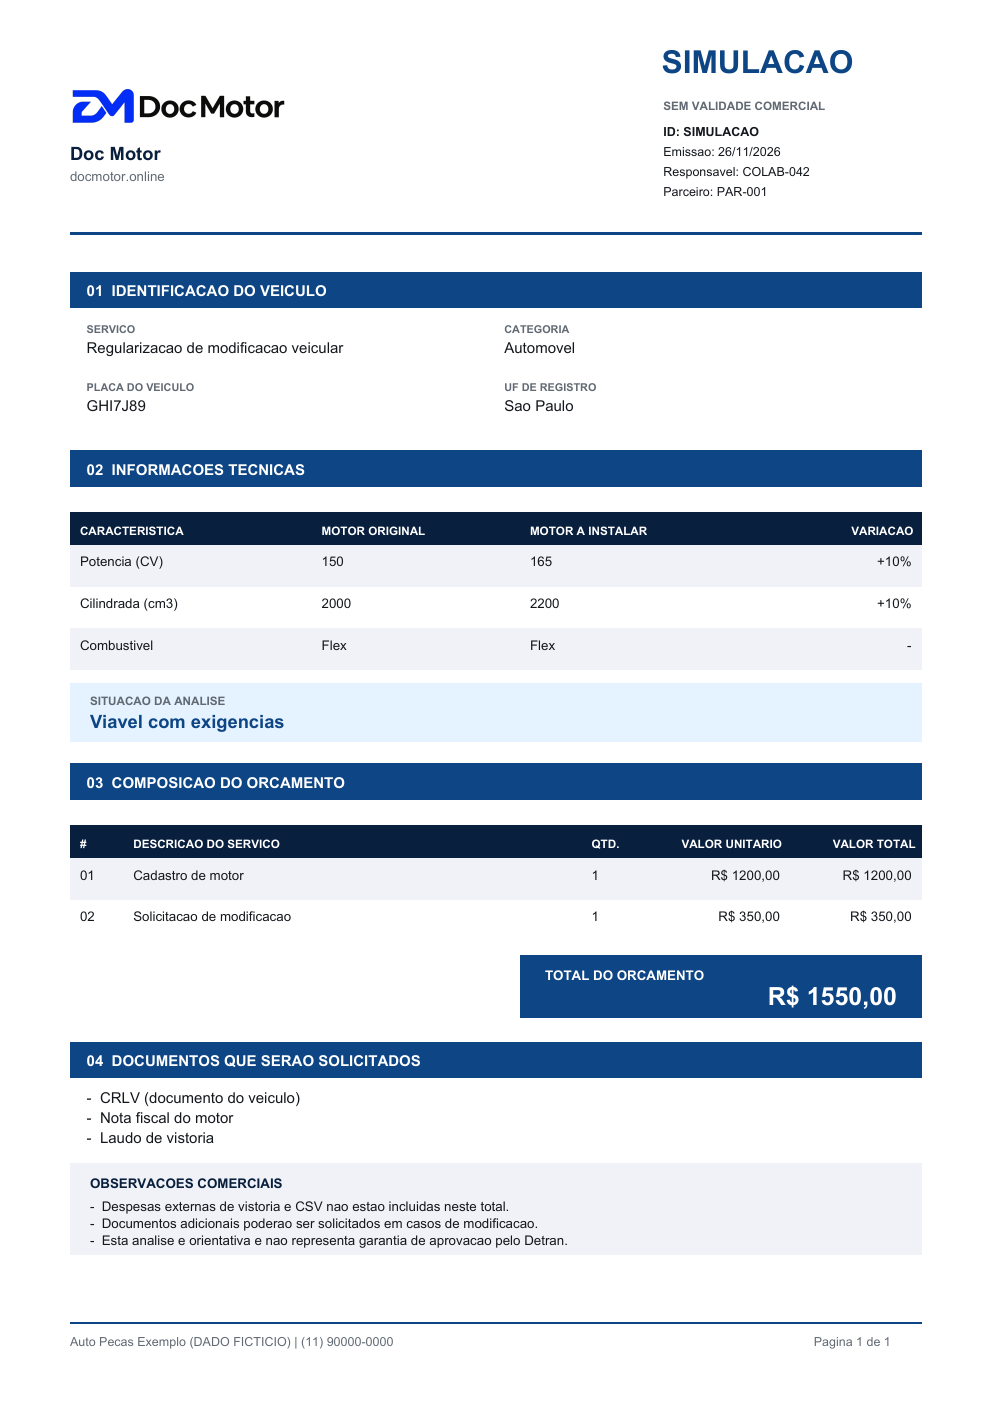 SIMULACAO
DocMotor
SEM VALIDADE COMERCIAL
ID: SIMULACAO
Doc Motor
Emissao: 26/11/2026
docmotor.online
Responsavel: COLAB-042
Parceiro: PAR-001
01 IDENTIFICACAO DO VEICULO
SERVICO CATEGORIA
Regularizacao de modificacao veicular Automovel
PLACA DO VEICULO UF DE REGISTRO
GHI7J89 Sao Paulo
02 INFORMACOES TECNICAS
CARACTERISTICA MOTOR ORIGINAL MOTOR A INSTALAR VARIACAO
Potencia (CV) 150 165 +10%
Cilindrada (cm3) 2000 2200 +10%
Combustivel Flex Flex -
SITUACAO DA ANALISE
Viavel com exigencias
03 COMPOSICAO DO ORCAMENTO
# DESCRICAO DO SERVICO QTD. VALOR UNITARIO VALOR TOTAL
01 Cadastro de motor 1 R$ 1200,00 R$ 1200,00
02 Solicitacao de modificacao 1 R$ 350,00 R$ 350,00
TOTAL DO ORCAMENTO
R$ 1550,00
04 DOCUMENTOS QUE SERAO SOLICITADOS
- CRLV (documento do veiculo)
- Nota fiscal do motor
- Laudo de vistoria
OBSERVACOES COMERCIAIS
- Despesas externas de vistoria e CSV nao estao incluidas neste total.
- Documentos adicionais poderao ser solicitados em casos de modificacao.
- Esta analise e orientativa e nao representa garantia de aprovacao pelo Detran.
Auto Pecas Exemplo (DADO FICTICIO) | (11) 90000-0000 Pagina 1 de 1